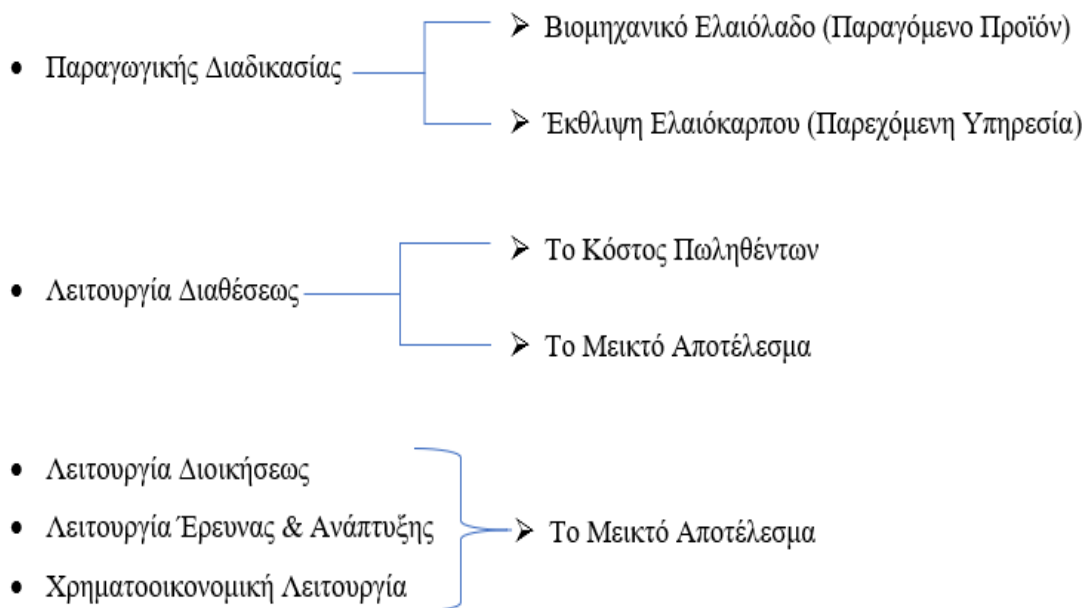 ➤ Βιομηχανικό Ελαιόλαδο (Παραγόμενο Προϊόν)
• Παραγωγικής Διαδικασίας
➤ Έκθλιψη Ελαιόκαρπου (Παρεχόμενη Υπηρεσία)
➤ Το Κόστος Πωληθέντων
• Λειτουργία Διαθέσεως
➤ Το Μεικτό Αποτέλεσμα
• Λειτουργία Διοικήσεως
• Λειτουργία Έρευνας & Ανάπτυξης
➤ Το Μεικτό Αποτέλεσμα
• Χρηματοοικονομική Λειτουργία